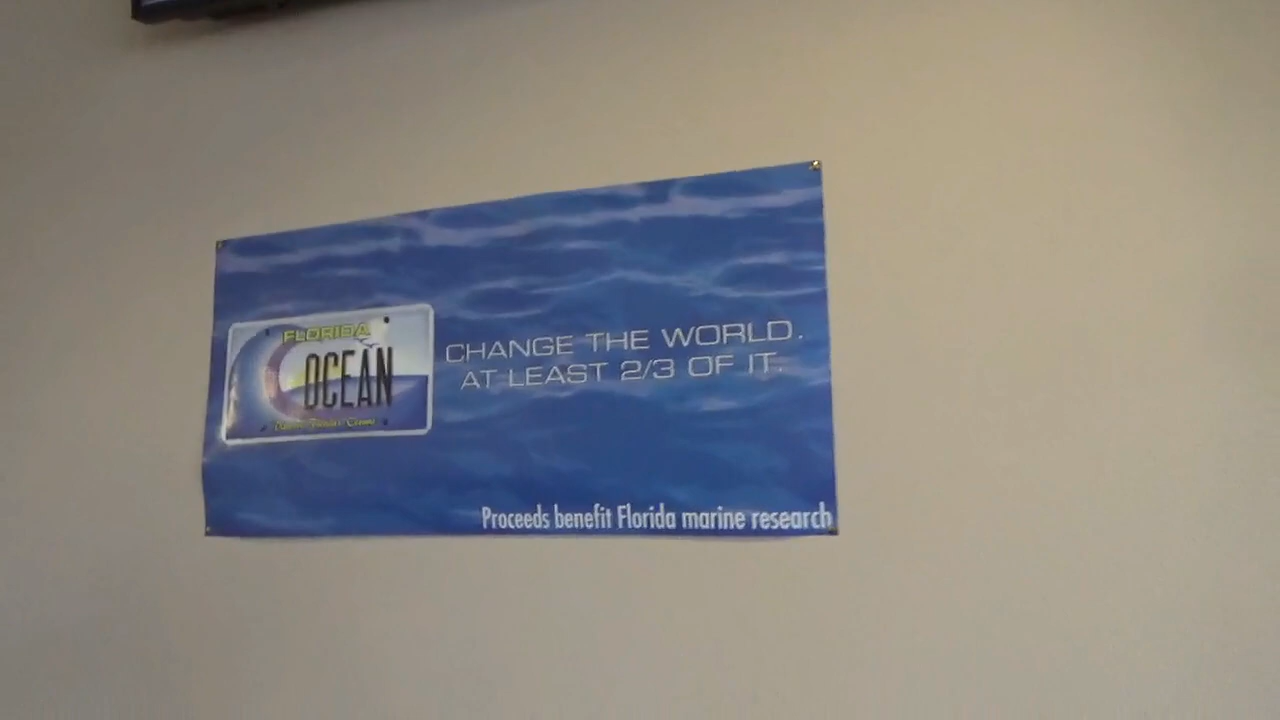 FLORIDA
OCEAN
CHANGE THE WORLD.
AT LEAST 2/3 OF IT.
Proceeds benefit Florida marine research